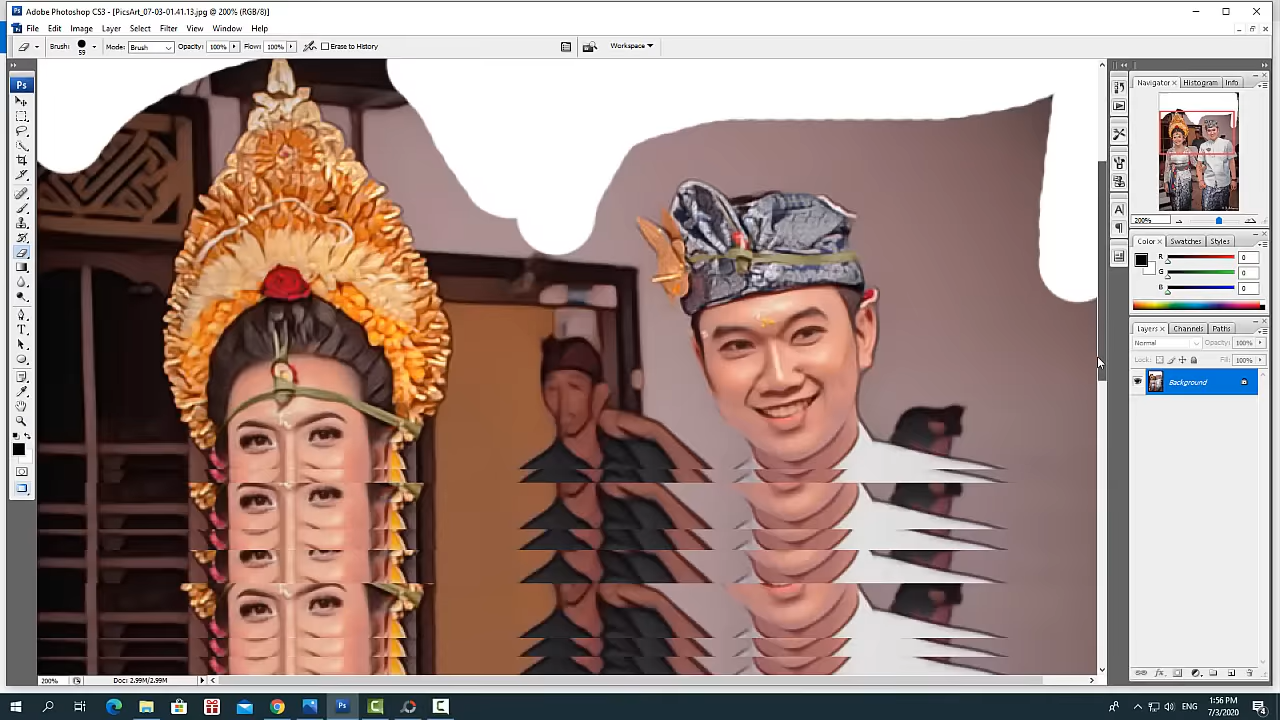 Adobe Photoshop CS3 - [PicsArt_07-03-01.41.13.jpg @ 200% (RGB/8)]
File Edit Image Layer Select Filter View Window Help
Brush: 59 Mode: Brush Opacity: 100% Flow: 100% Erase to History Workspace
Ps
Navigator Histogram Info
200%
Color Swatches Styles
R 0
G 0
B 0
Layers Channels Paths
Normal Opacity: 100%
Lock: Fill: 100%
Background
200% Doc: 2.99M/2.99M
Ps ENG 1:56 PM
7/3/2020